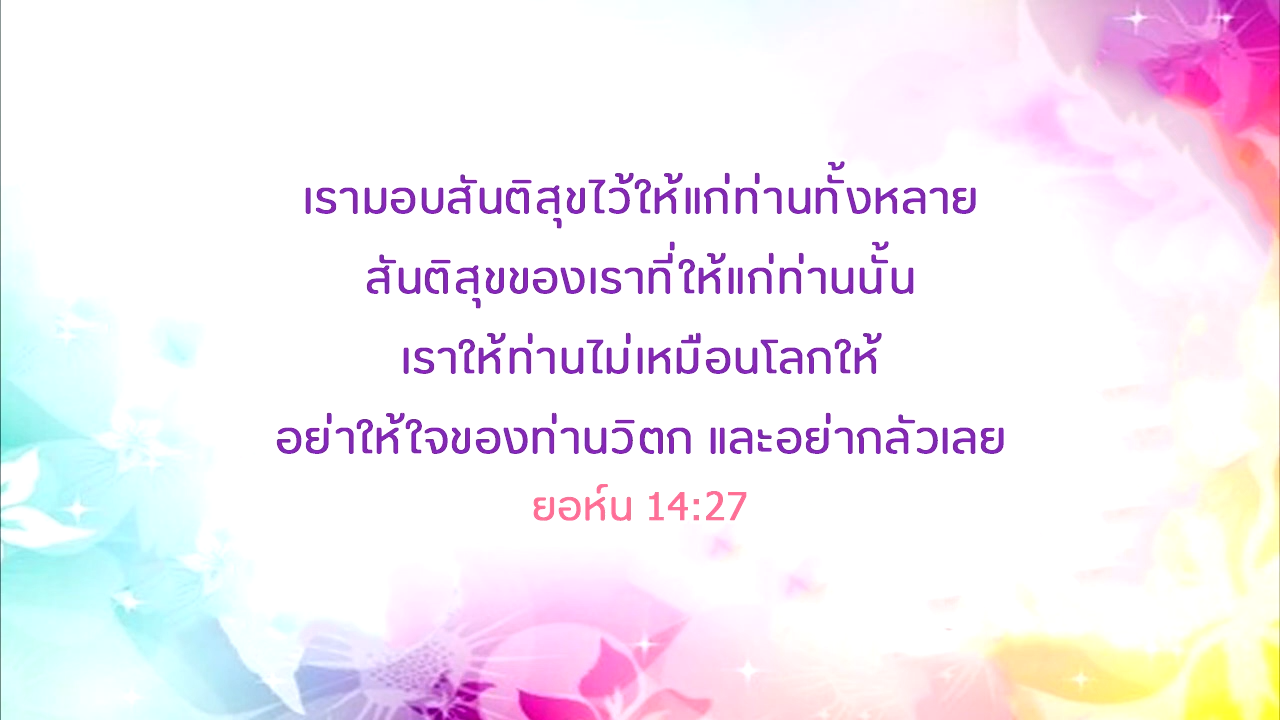 เรามอบสันติสุขไว้ให้แก่ท่านทั้งหลาย
สันติสุขของเราที่ให้แก่ท่านนั้น
เราให้ท่านไม่เหมือนโลกให้
อย่าให้ใจของท่านวิตก และอย่ากลัวเลย
ยอห์น 14:27